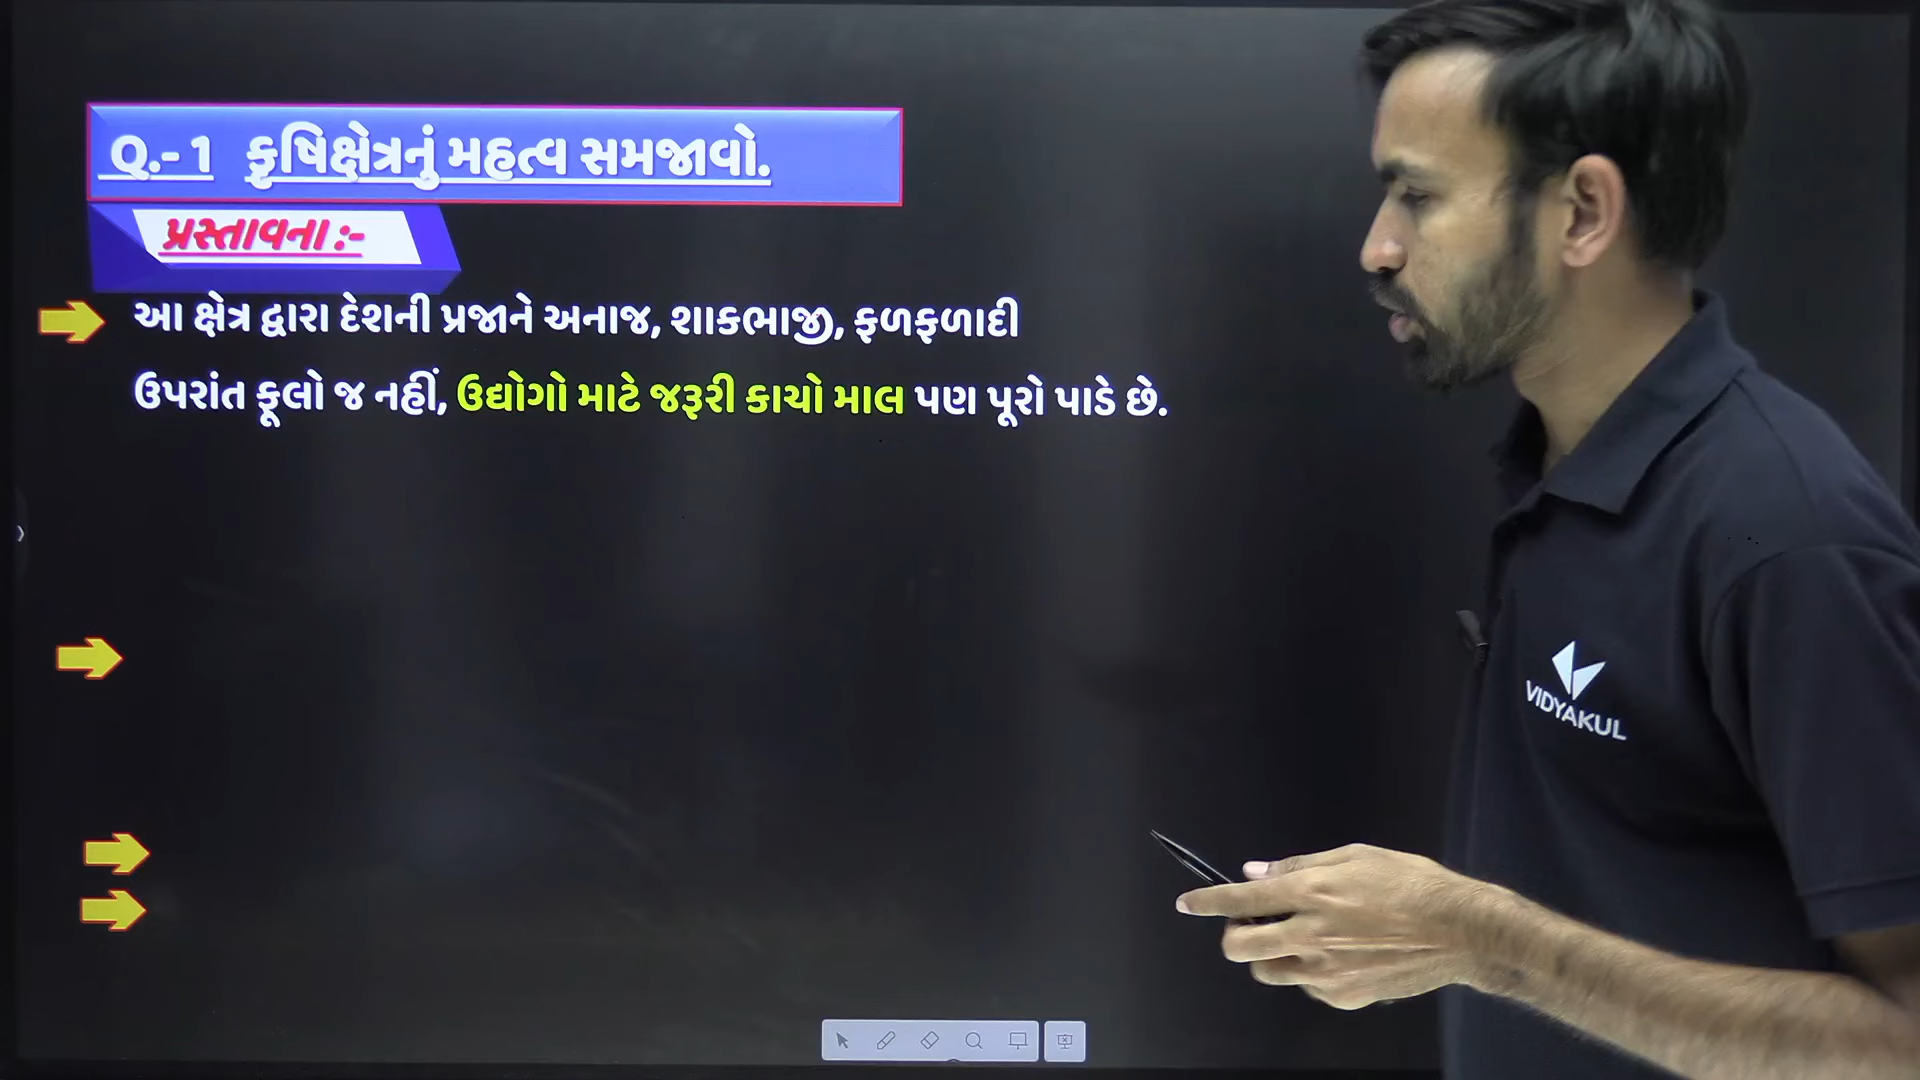 Q.- 1 કૃષિક્ષેત્રનું મહત્વ સમજાવો.
પ્રસ્તાવના :-
આ ક્ષેત્ર દ્વારા દેશની પ્રજાને અનાજ, શાકભાજી, ફળફળાદી
ઉપરાંત ફૂલો જ નહીં, ઉદ્યોગો માટે જરૂરી કાચો માલ પણ પૂરો પાડે છે.
VIDYAKUL